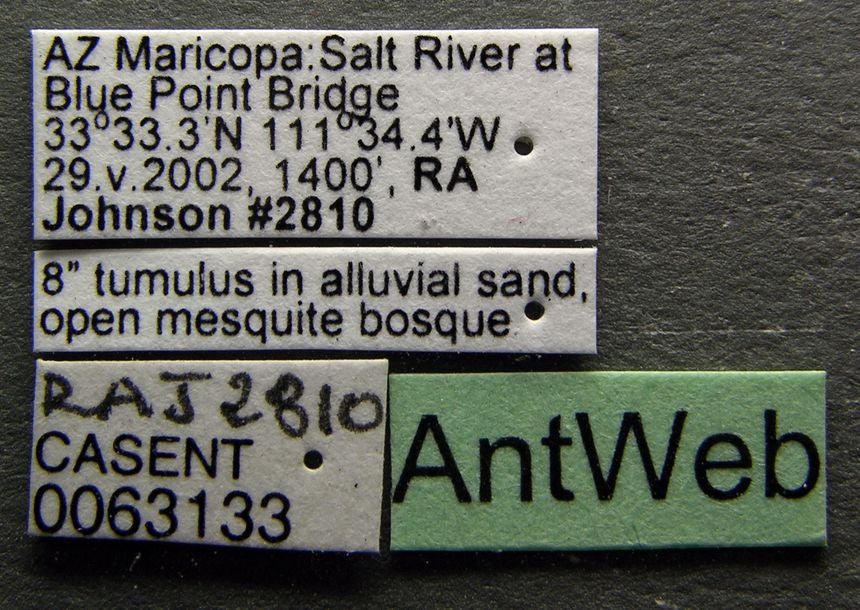 AZ Maricopa:Salt River at
Blue Point Bridge
33°33.3'N 111°34.4'W
29.v.2002, 1400', RA
Johnson #2810
8” tumulus in alluvial sand,
open mesquite bosque
RAJ2810
CASENT
0063133
AntWeb